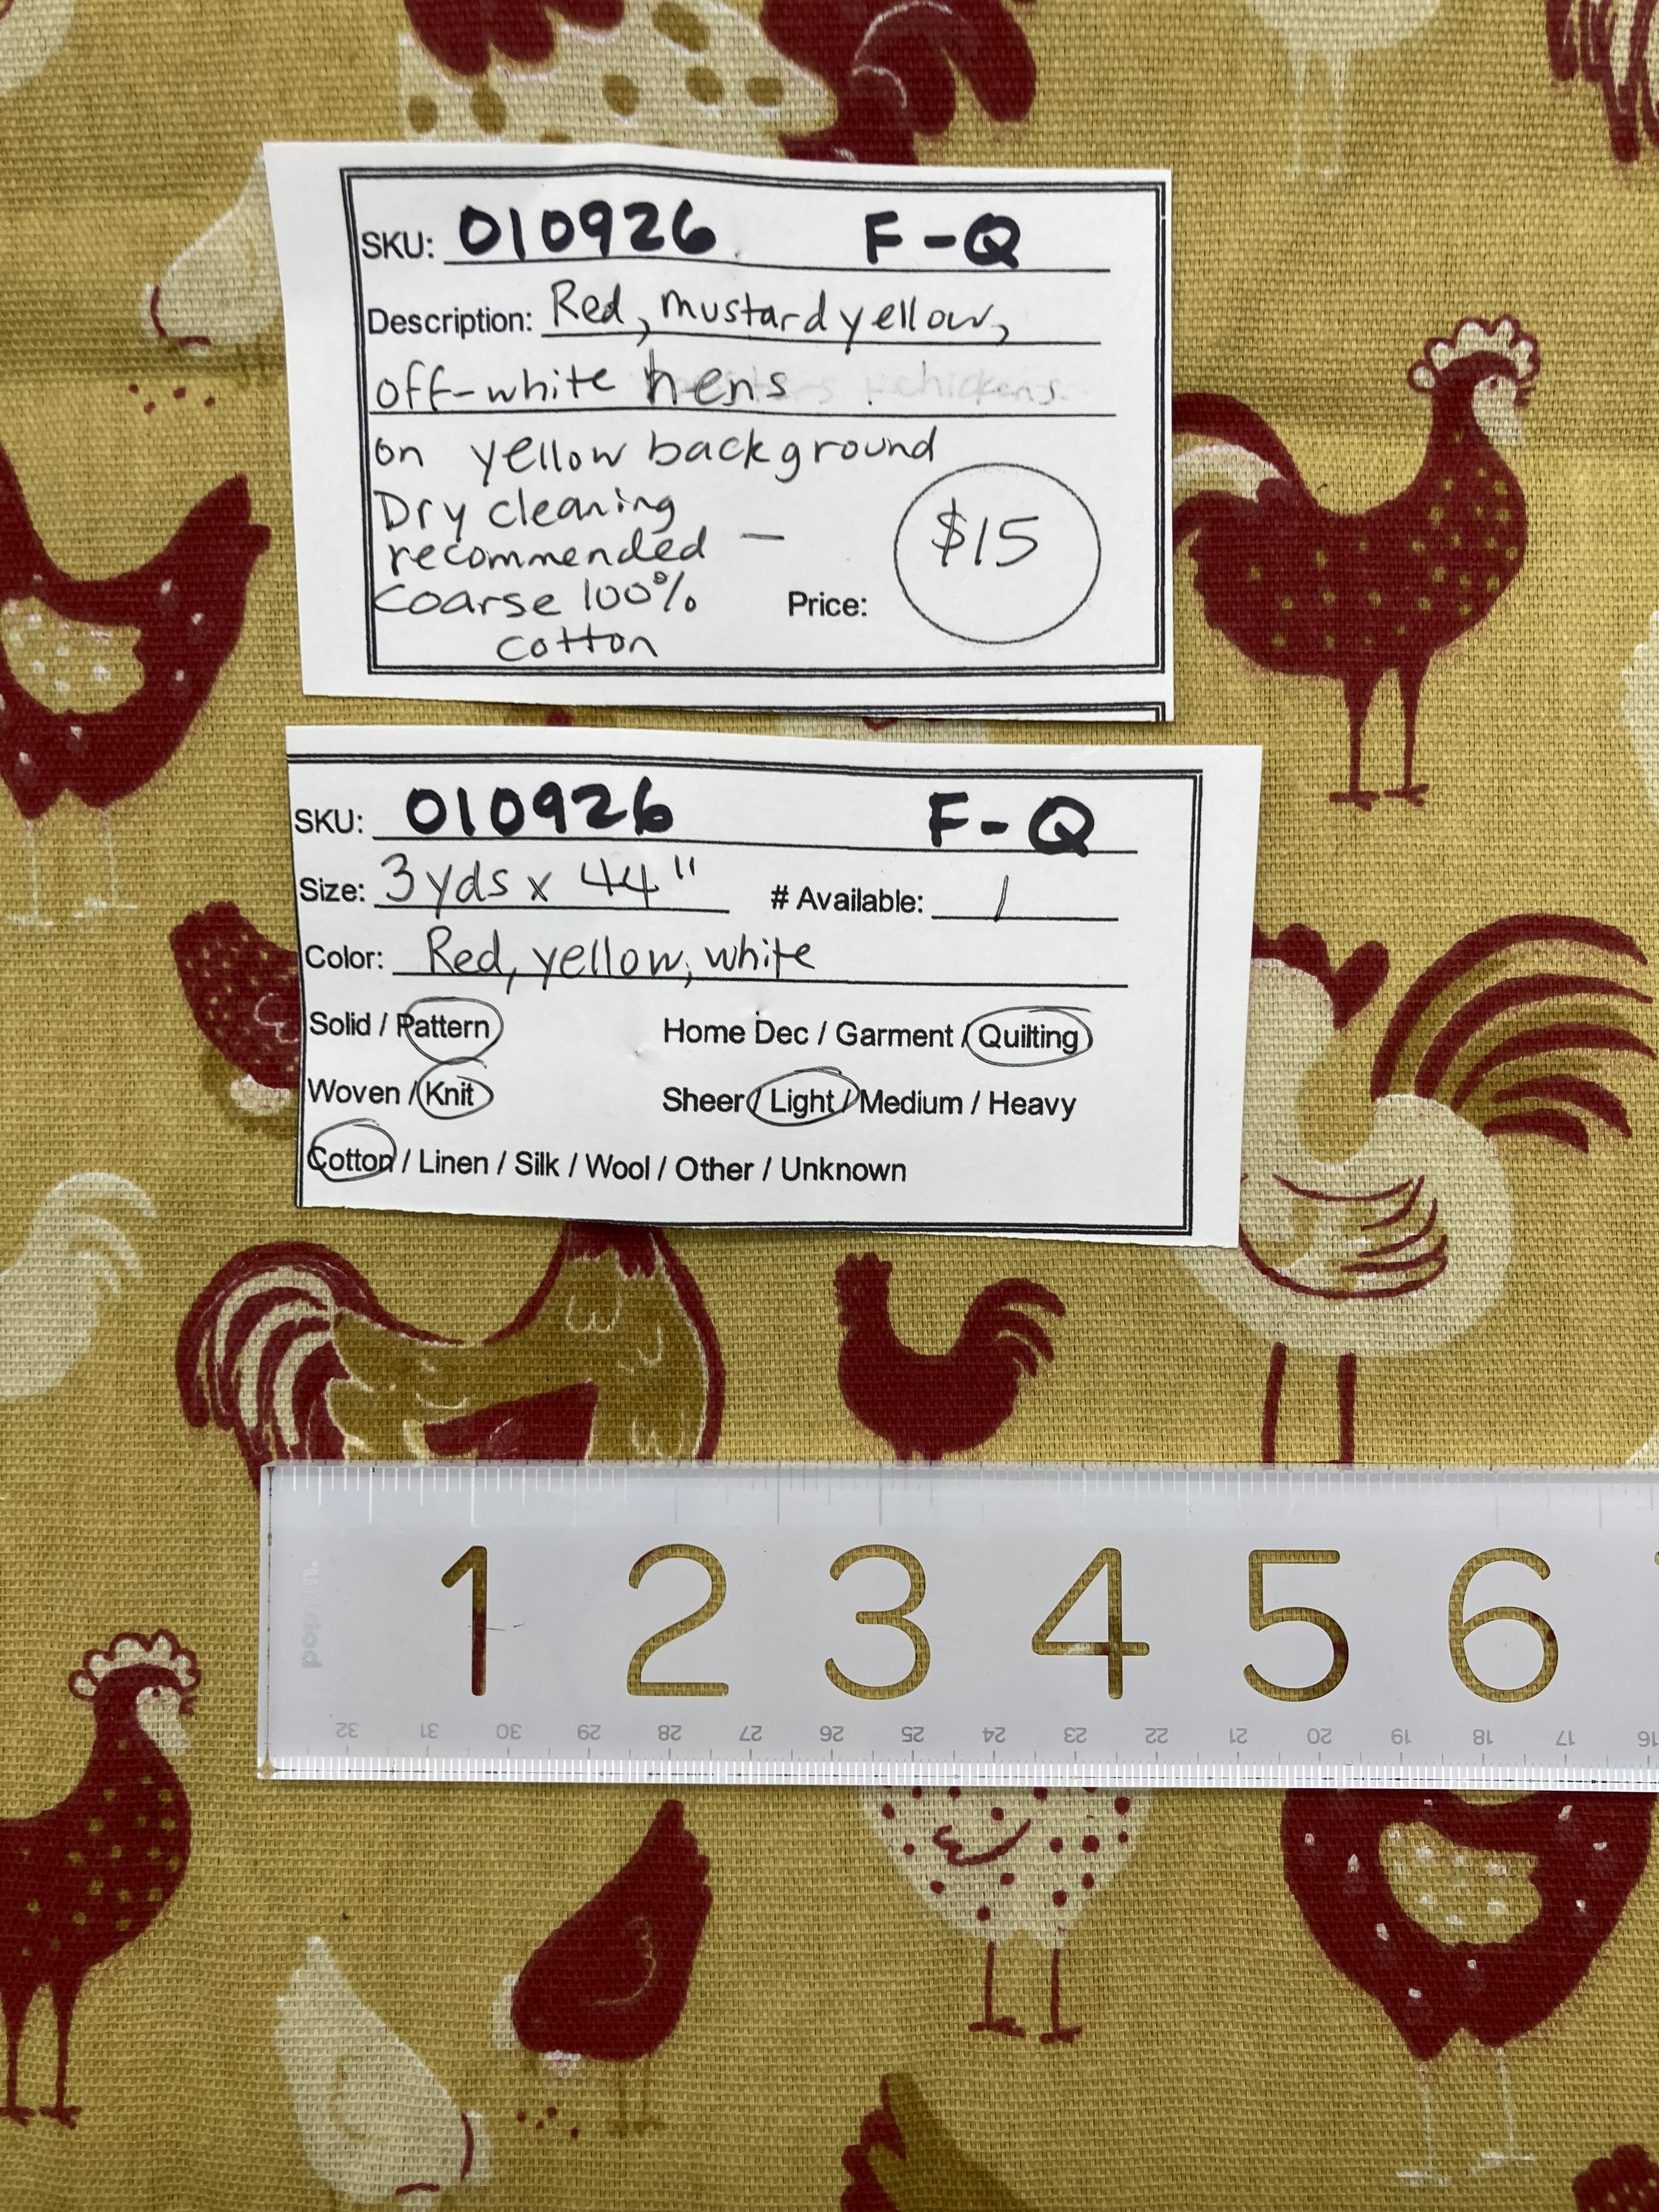 SKU: 010926 F-Q
Description: Red, mustard yellow,
off-white hens chickens
on yellow background
Dry cleaning
recommended —
Coarse 100%
cotton
Price: $15
SKU: 010926 F-Q
Size: 3yds x 44" # Available: 1
Color: Red, yellow, white
Solid / Pattern Home Dec / Garment / Quilting
Woven / Knit Sheer / Light / Medium / Heavy
Cotton / Linen / Silk / Wool / Other / Unknown
1 2 3 4 5 6
32 31 30 29 28 27 26 25 24 23 22 21 20 19 18 17 16